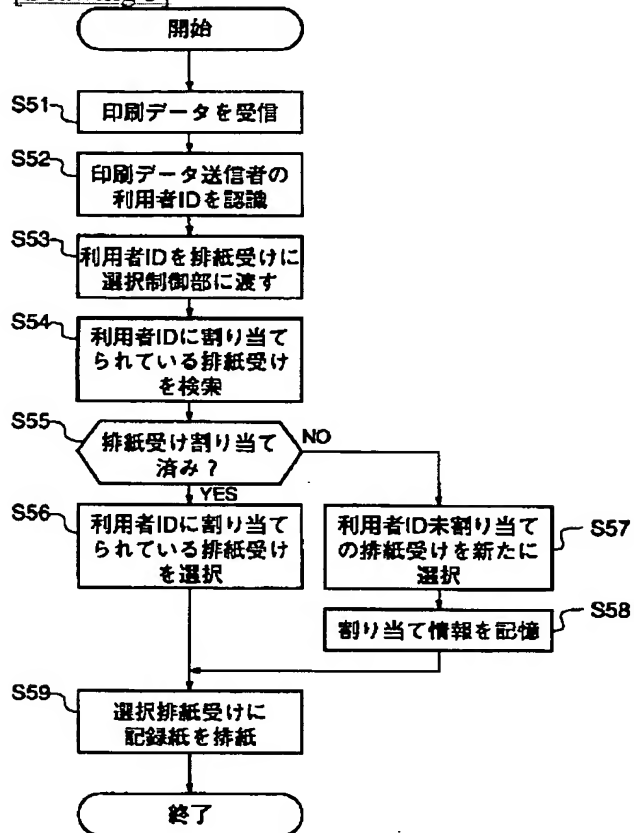 開始
S51
印刷データを受信
S52
印刷データ送信者の
利用者IDを認識
S53
利用者IDを排紙受けに
選択制御部に渡す
S54
利用者IDに割り当て
られている排紙受け
を検索
S55
排紙受け割り当て
済み?
NO
YES
S56
利用者IDに割り当て
られている排紙受け
を選択
利用者ID未割り当て
の排紙受けを新たに
選択
S57
割り当て情報を記憶
S58
S59
選択排紙受けに
記録紙を排紙
終了